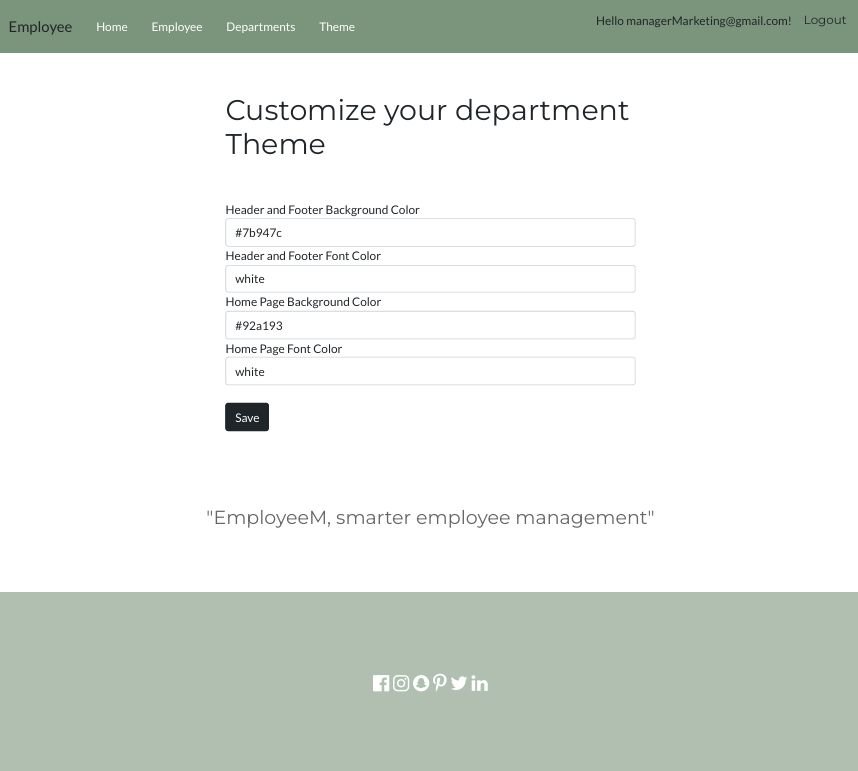 Employee Home Employee Departments Theme Hello managerMarketing@gmail.com! Logout
Customize your department
Theme
Header and Footer Background Color
#7b947c
Header and Footer Font Color
white
Home Page Background Color
#92a193
Home Page Font Color
white
Save
"EmployeeM, smarter employee management"